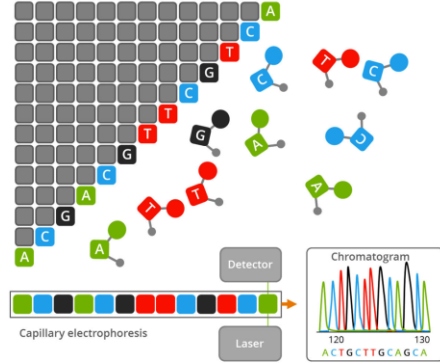 A
C
T T
G C C
C
T
T G A C
G
C
A T A
G T
C A
A
Detector
Laser
Capillary electrophoresis
Chromatogram
120 130
ACTGCTTGCAGCA